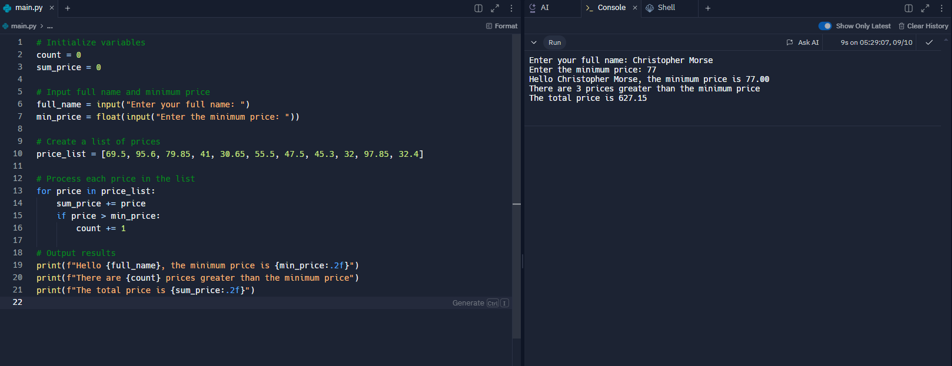 main.py × +
main.py > ...
Format
1 # Initialize variables
2 count = 0
3 sum_price = 0
4
5 # Input full name and minimum price
6 full_name = input("Enter your full name: ")
7 min_price = float(input("Enter the minimum price: "))
8
9 # Create a list of prices
10 price_list = [69.5, 95.6, 79.85, 41, 30.65, 55.5, 47.5, 45.3, 32, 97.85, 32.4]
11
12 # Process each price in the list
13 for price in price_list:
14 sum_price += price
15 if price > min_price:
16 count += 1
17
18 # Output results
19 print(f"Hello {full_name}, the minimum price is {min_price:.2f}")
20 print(f"There are {count} prices greater than the minimum price")
21 print(f"The total price is {sum_price:.2f}")
22
Generate Ctrl I
AI
Console ×
Shell
+
Show Only Latest
Clear History
Run
Ask AI
9s on 05:29:07, 09/10
Enter your full name: Christopher Morse
Enter the minimum price: 77
Hello Christopher Morse, the minimum price is 77.00
There are 3 prices greater than the minimum price
The total price is 627.15